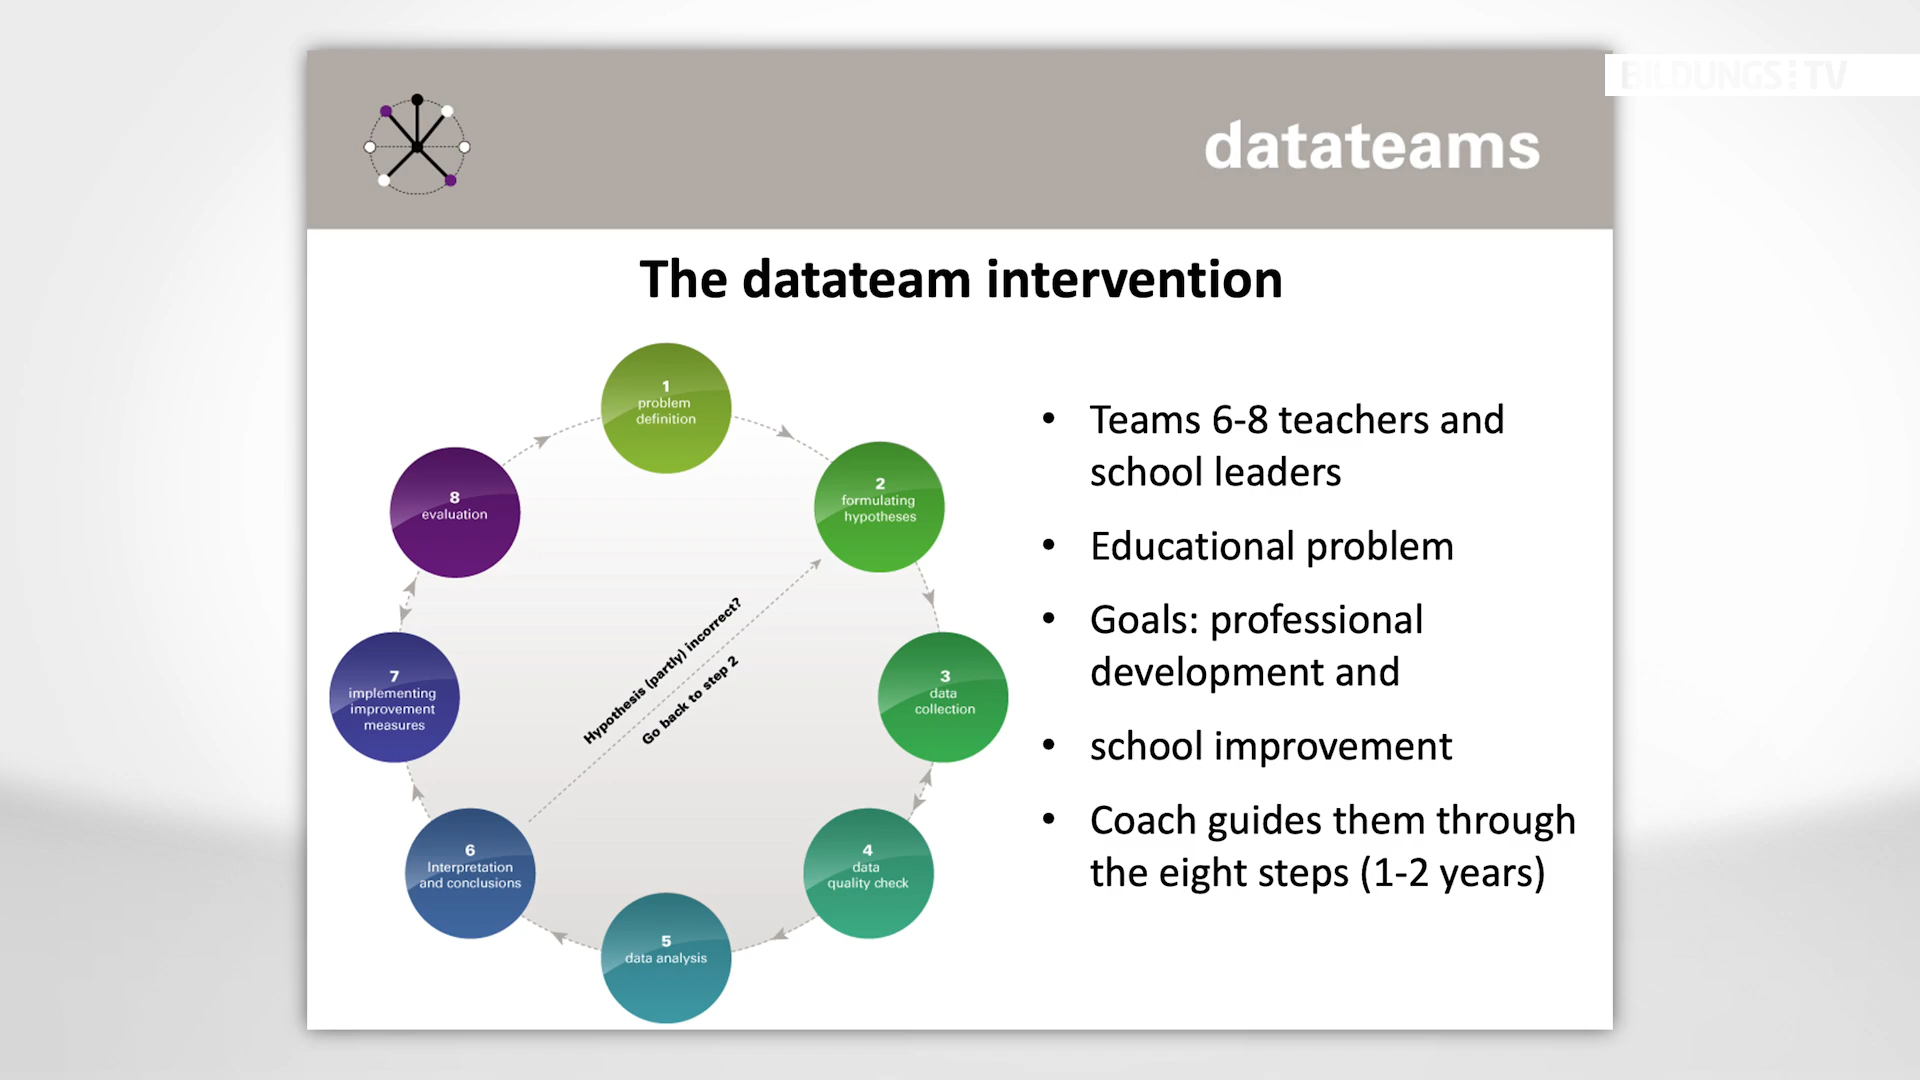 BILDUNGS TV
datateams
The datateam intervention
1
problem
definition
2
formulating
hypotheses
3
data
collection
4
data
quality check
5
data analysis
6
Interpretation
and conclusions
7
implementing
improvement
measures
8
evaluation
Hypothesis (partly) incorrect?
Go back to step 2
• Teams 6-8 teachers and
school leaders
• Educational problem
• Goals: professional
development and
• school improvement
• Coach guides them through
the eight steps (1-2 years)